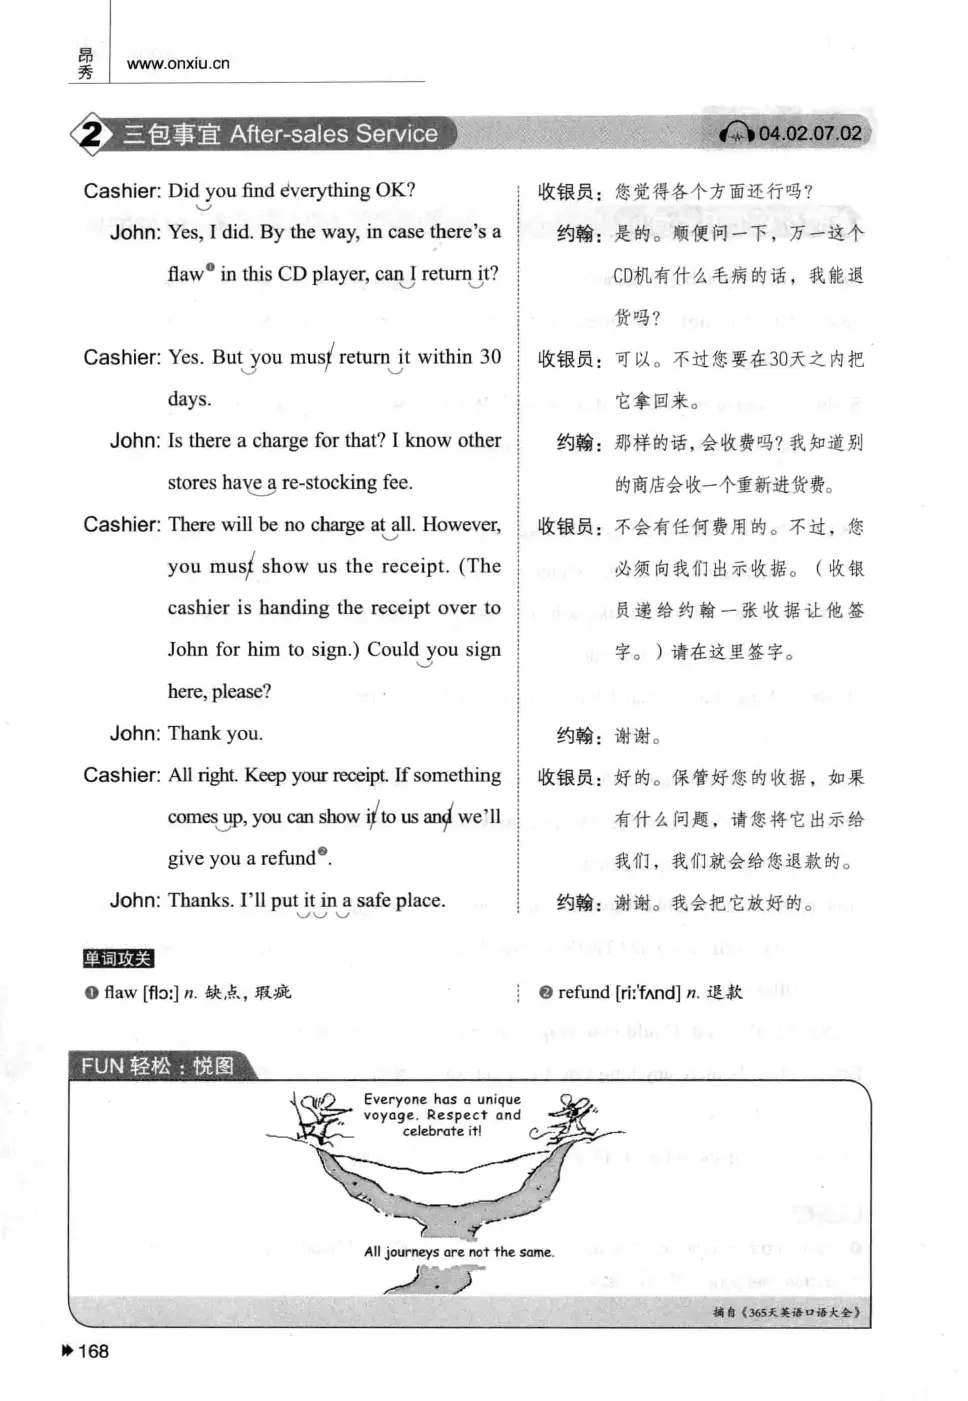 昂秀
www.onxiu.cn
2 三包事宜 After-sales Service
04.02.07.02
Cashier: Did you find everything OK?
John: Yes, I did. By the way, in case there's a
flaw❶ in this CD player, can I return it?
Cashier: Yes. But you must return it within 30
days.
John: Is there a charge for that? I know other
stores have a re-stocking fee.
Cashier: There will be no charge at all. However,
you must show us the receipt. (The
cashier is handing the receipt over to
John for him to sign.) Could you sign
here, please?
John: Thank you.
Cashier: All right. Keep your receipt. If something
comes up, you can show it to us and we'll
give you a refund❷.
John: Thanks. I'll put it in a safe place.
收银员：您觉得各个方面还行吗？
约翰：是的。顺便问一下，万一这个
CD机有什么毛病的话，我能退
货吗？
收银员：可以。不过您要在30天之内把
它拿回来。
约翰：那样的话，会收费吗？我知道别
的商店会收一个重新进货费。
收银员：不会有任何费用的。不过，您
必须向我们出示收据。（收银
员递给约翰一张收据让他签
字。）请在这里签字。
约翰：谢谢。
收银员：好的。保管好您的收据，如果
有什么问题，请您将它出示给
我们，我们就会给您退款的。
约翰：谢谢。我会把它放好的。
单词攻关
❶ flaw [flɔː] n. 缺点，瑕疵
❷ refund [riːˈfʌnd] n. 退款
FUN 轻松：悦图
Everyone has a unique
voyage. Respect and
celebrate it!
All journeys are not the same.
摘自《365天英语口语大全》
168